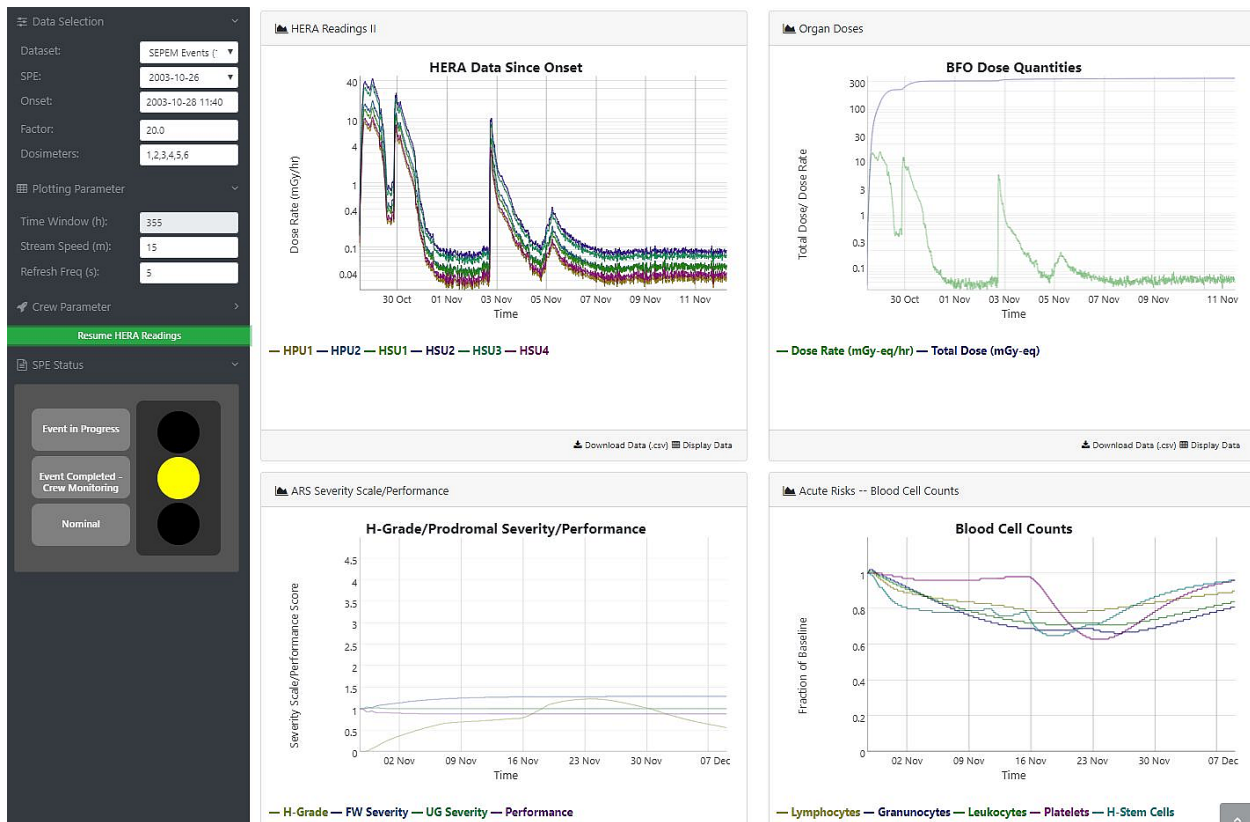 Data Selection
Dataset: SEPEM Events (
SPE: 2003-10-26
Onset: 2003-10-28 11:40
Factor: 20.0
Dosimeters: 1,2,3,4,5,6
Plotting Parameter
Time Window (h): 355
Stream Speed (m): 15
Refresh Freq (s): 5
Crew Parameter
Resume HERA Readings
SPE Status
Event in Progress
Event Completed -
Crew Monitoring
Nominal
HERA Readings II
HERA Data Since Onset
Dose Rate (mGy/hr)
40
10
4
1
0.4
0.1
0.04
30 Oct 01 Nov 03 Nov 05 Nov 07 Nov 09 Nov 11 Nov
Time
HPU1 HPU2 HSU1 HSU2 HSU3 HSU4
Download Data (.csv) Display Data
Organ Doses
BFO Dose Quantities
Total Dose/ Dose Rate
300
100
30
10
3
1
0.3
0.1
30 Oct 01 Nov 03 Nov 05 Nov 07 Nov 09 Nov 11 Nov
Time
Dose Rate (mGy-eq/hr) Total Dose (mGy-eq)
Download Data (.csv) Display Data
ARS Severity Scale/Performance
H-Grade/Prodromal Severity/Performance
Severity Scale/Performance Score
4.5
4
3.5
3
2.5
2
1.5
1
0.5
0
02 Nov 09 Nov 16 Nov 23 Nov 30 Nov 07 Dec
Time
H-Grade FW Severity UG Severity Performance
Acute Risks -- Blood Cell Counts
Blood Cell Counts
Fraction of Baseline
1
0.8
0.6
0.4
0.2
0
02 Nov 09 Nov 16 Nov 23 Nov 30 Nov 07 Dec
Time
Lymphocytes Granunocytes Leukocytes Platelets H-Stem Cells